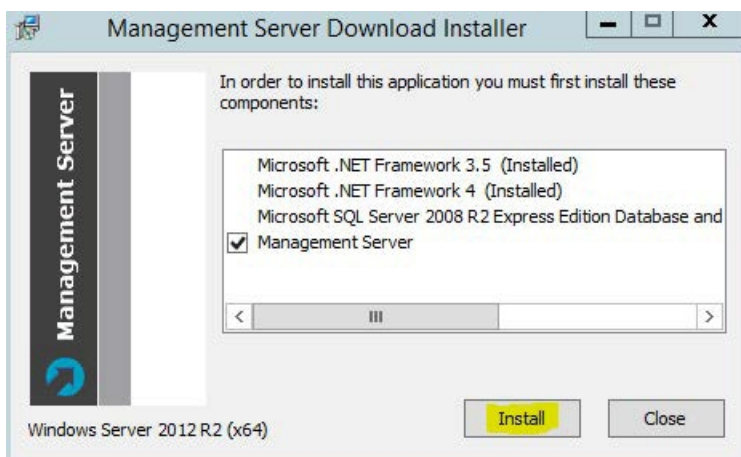 Management Server Download Installer
In order to install this application you must first install these
components:
Microsoft .NET Framework 3.5 (Installed)
Microsoft .NET Framework 4 (Installed)
Microsoft SQL Server 2008 R2 Express Edition Database and
Management Server
Management Server
Install
Close
Windows Server 2012 R2 (x64)